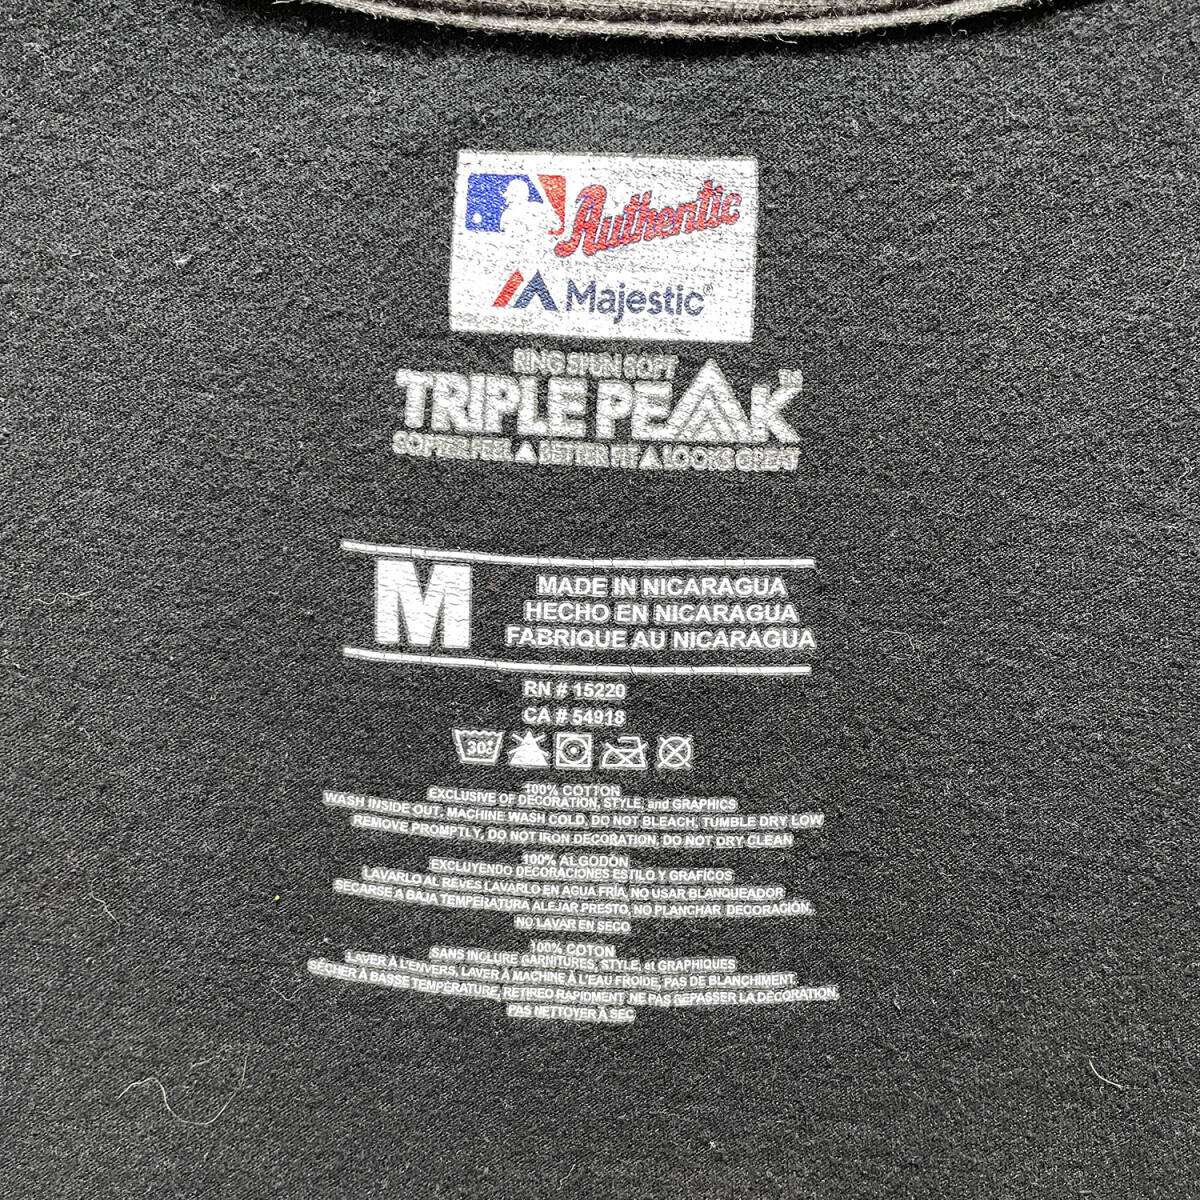 Authentic
Majestic®
RING SPUN SOFT
TRIPLE PEAK™
SOFTER FEEL BETTER FIT LOOKS GREAT
M
MADE IN NICARAGUA
HECHO EN NICARAGUA
FABRIQUE AU NICARAGUA
RN # 15220
CA # 54918
30°
100% COTTON
EXCLUSIVE OF DECORATION, STYLE, and GRAPHICS
WASH INSIDE OUT, MACHINE WASH COLD, DO NOT BLEACH, TUMBLE DRY LOW
REMOVE PROMPTLY, DO NOT IRON DECORATION, DO NOT DRY CLEAN
100% ALGODÓN
EXCLUYENDO DECORACIONES ESTILO Y GRAFICOS
LAVARLO AL REVES LAVARLO EN AGUA FRÍA, NO USAR BLANQUEADOR
SECARSE A BAJA TEMPERATURA ALEJAR PRESTO, NO PLANCHAR DECORACIÓN,
NO LAVAR EN SECO
100% COTON
SANS INCLURE GARNITURES, STYLE, et GRAPHIQUES
LAVER À L'ENVERS, LAVER À MACHINE À L'EAU FROIDE, PAS DE BLANCHIMENT,
SÉCHER À BASSE TEMPÉRATURE, RETIRED RAPIDMENT NE PAS REPASSER LA DÉCORATION,
PAS NETTOYER À SEC